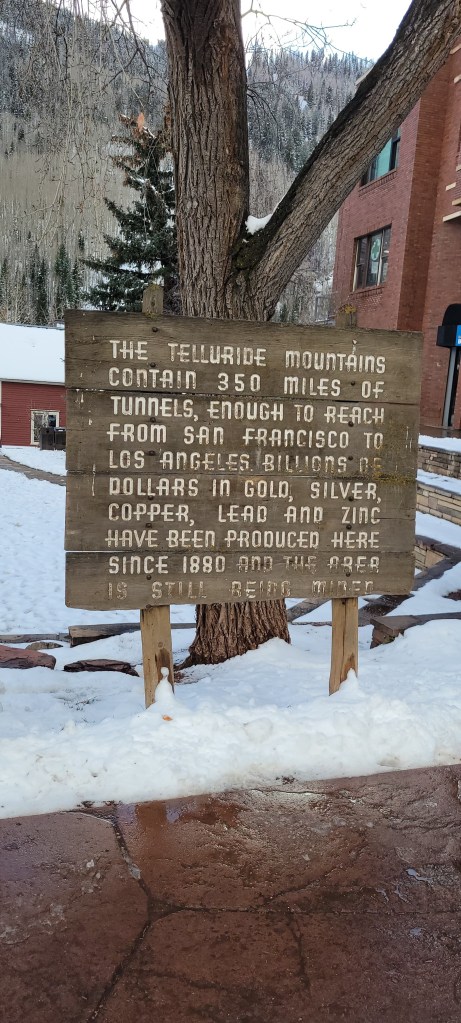 THE TELLURIDE MOUNTAINS
CONTAIN 350 MILES OF
TUNNELS, ENOUGH TO REACH
FROM SAN FRANCISCO TO
LOS ANGELES. BILLIONS OF
DOLLARS IN GOLD, SILVER,
COPPER, LEAD AND ZINC
HAVE BEEN PRODUCED HERE
SINCE 1880 AND THE AREA
IS STILL BEING MINED